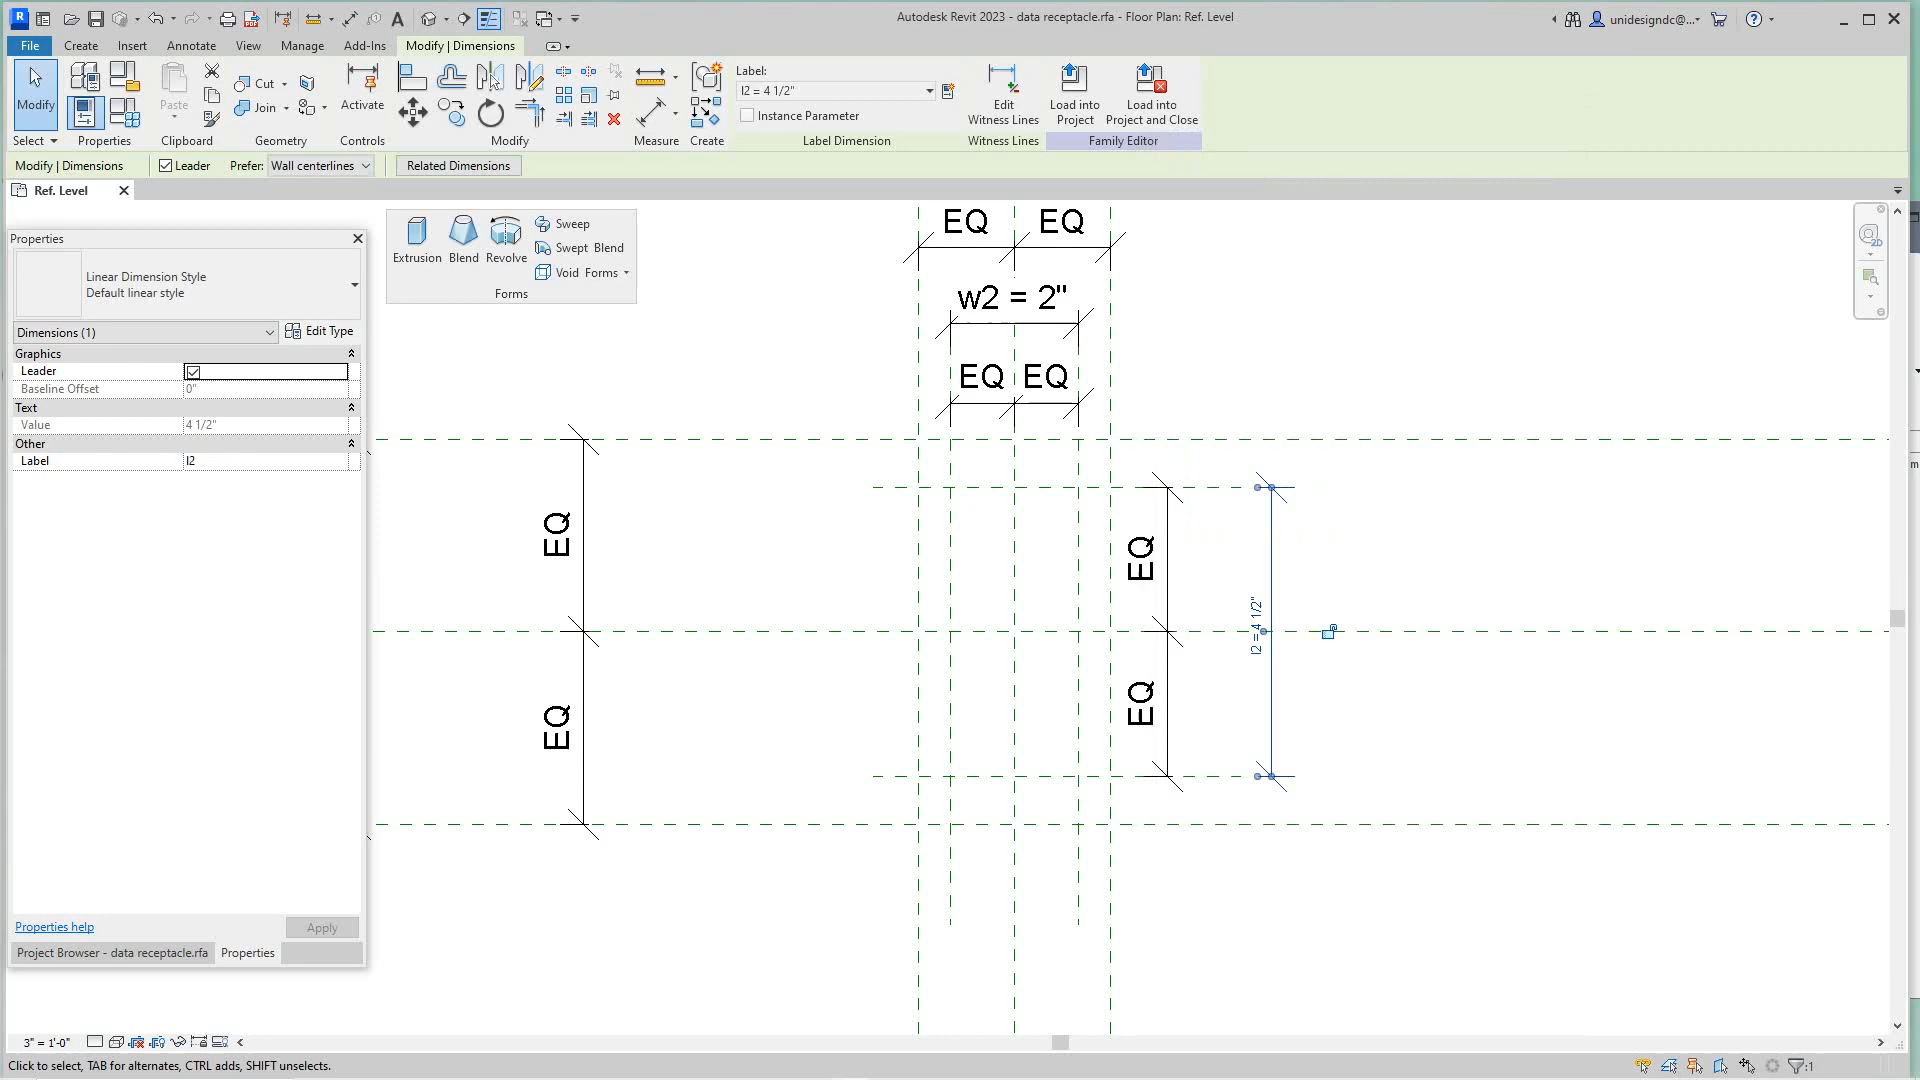 Autodesk Revit 2023 - data receptacle.rfa - Floor Plan: Ref. Level
unidesigndc@...
File Create Insert Annotate View Manage Add-Ins Modify | Dimensions
Modify
Select
Properties
Paste
Clipboard
Cut
Join
Geometry
Activate
Controls
Modify
Measure
Create
Label:
l2 = 4 1/2"
Instance Parameter
Label Dimension
Edit
Witness Lines
Witness Lines
Load into
Project
Load into
Project and Close
Family Editor
Modify | Dimensions Leader Prefer: Wall centerlines Related Dimensions
Ref. Level
Properties
Linear Dimension Style
Default linear style
Dimensions (1) Edit Type
Graphics
Leader
Baseline Offset 0"
Text
Value 4 1/2"
Other
Label l2
Properties help Apply
Project Browser - data receptacle.rfa Properties
Extrusion Blend Revolve
Sweep
Swept Blend
Void Forms
Forms
EQ EQ
w2 = 2"
EQ EQ
EQ
EQ
EQ
EQ
l2 = 4 1/2"
2D
m
3" = 1'-0"
Click to select, TAB for alternates, CTRL adds, SHIFT unselects.
:1